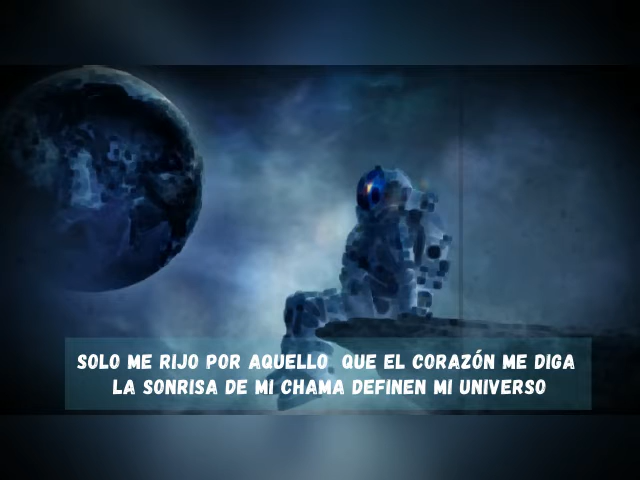 SOLO ME RIJO POR AQUELLO QUE EL CORAZÓN ME DIGA
LA SONRISA DE MI CHAMA DEFINEN MI UNIVERSO